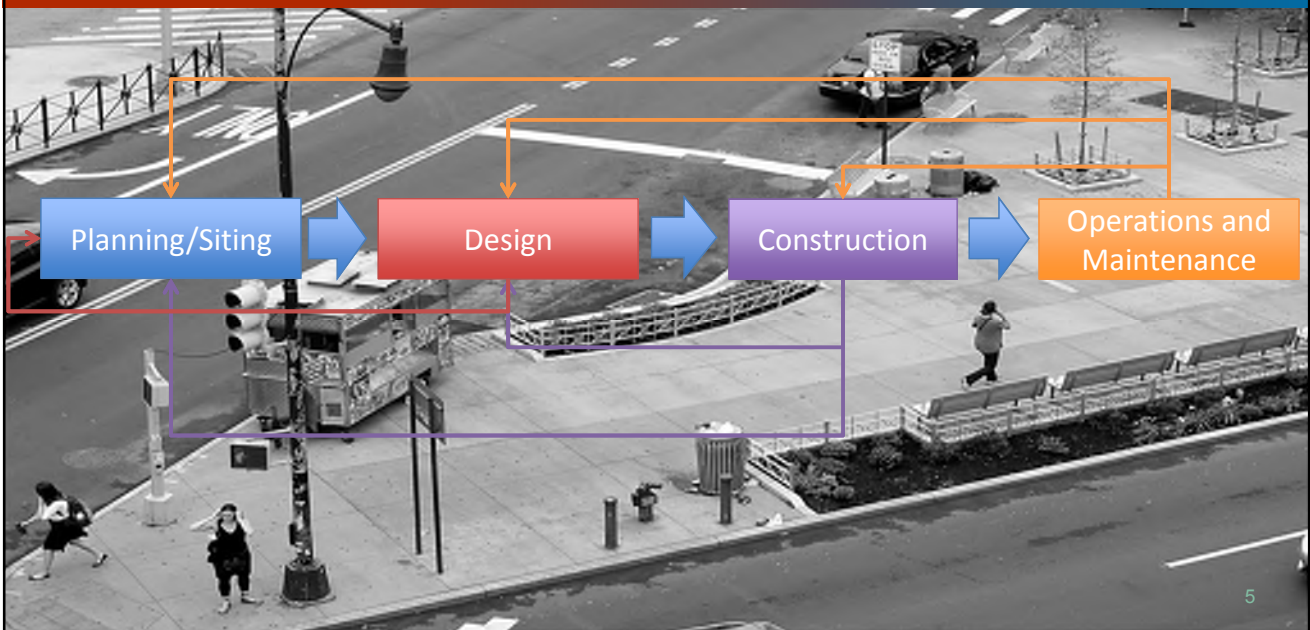 Planning/Siting
Design
Construction
Operations and
Maintenance
5